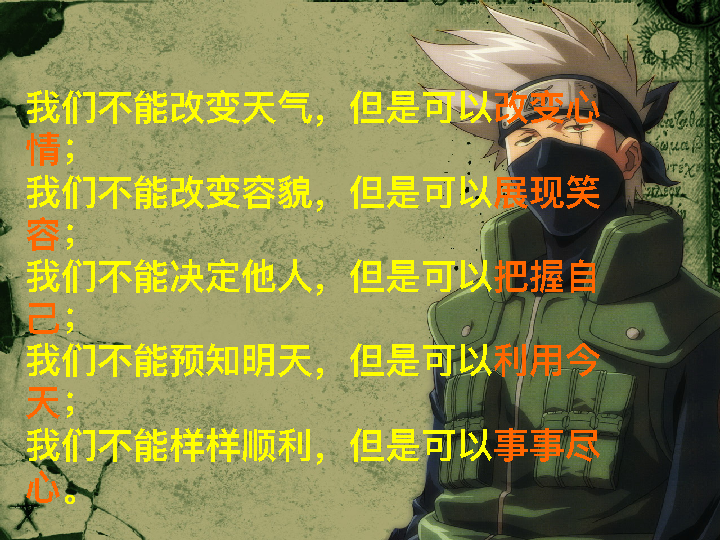 我们不能改变天气，但是可以改变心
情；
我们不能改变容貌，但是可以展现笑
容；
我们不能决定他人，但是可以把握自
己；
我们不能预知明天，但是可以利用今
天；
我们不能样样顺利，但是可以事事尽
心。